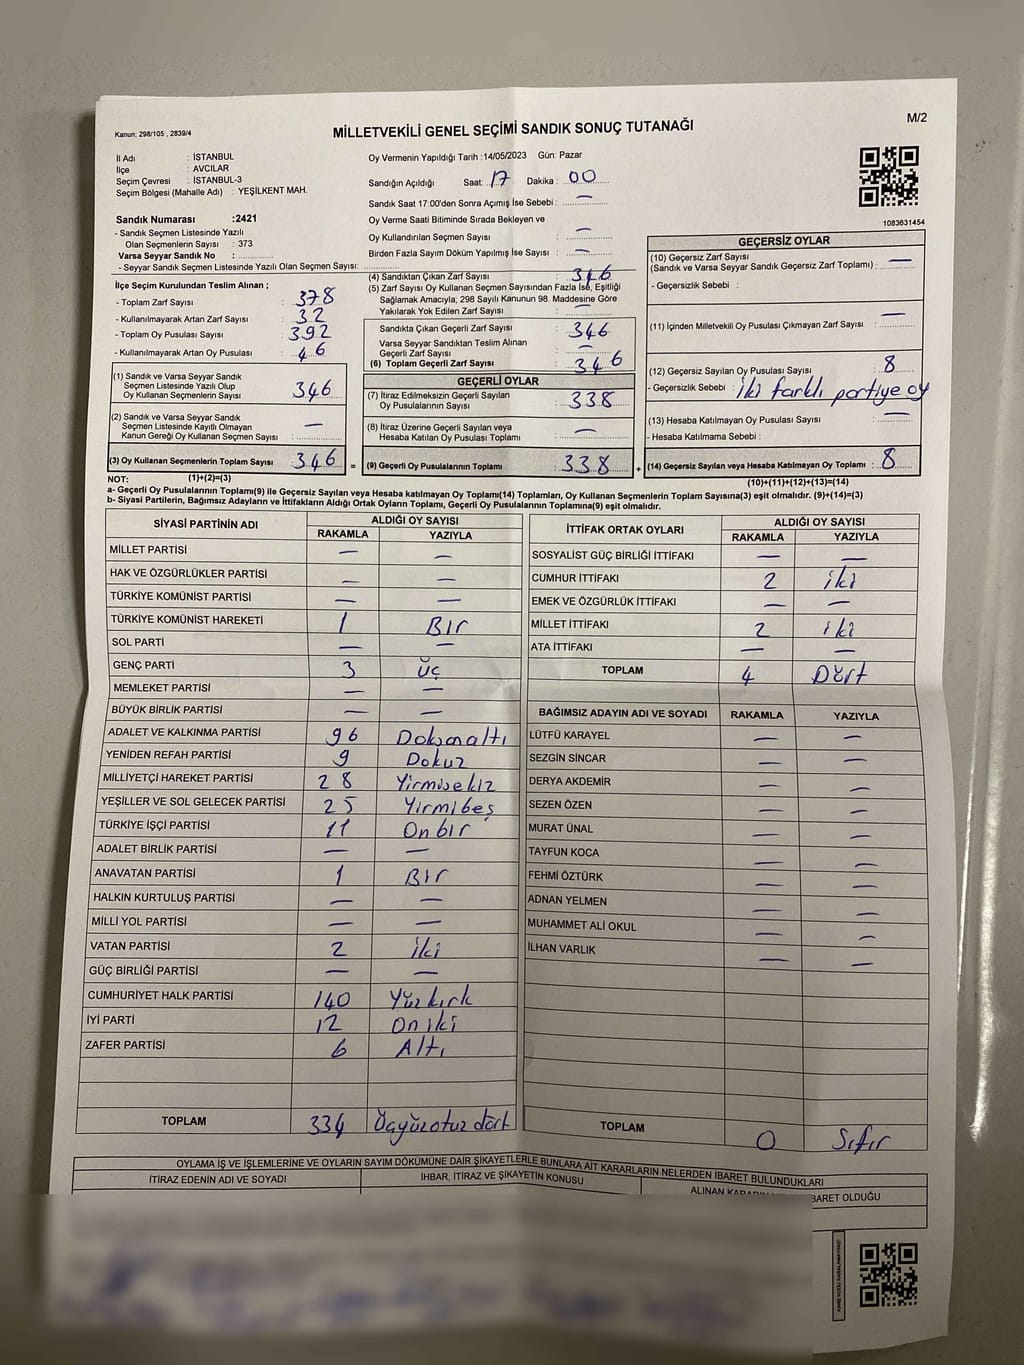 Kanun; 298/105 , 2839/4
MİLLETVEKİLİ GENEL SEÇİMİ SANDIK SONUÇ TUTANAĞI
M/2
İl Adı : İSTANBUL
İlçe : AVCILAR
Seçim Çevresi : İSTANBUL-3
Seçim Bölgesi (Mahalle Adı) : YEŞİLKENT MAH.
Sandık Numarası :2421
- Sandık Seçmen Listesinde Yazılı
Olan Seçmenlerin Sayısı : 373
Varsa Seyyar Sandık No :
- Seyyar Sandık Seçmen Listesinde Yazılı Olan Seçmen Sayısı:
İlçe Seçim Kurulundan Teslim Alınan ;
- Toplam Zarf Sayısı : 378
- Kullanılmayarak Artan Zarf Sayısı : 32
- Toplam Oy Pusulası Sayısı : 392
- Kullanılmayarak Artan Oy Pusulası : 46
(1) Sandık ve Varsa Seyyar Sandık
Seçmen Listesinde Yazılı Olup
Oy Kullanan Seçmenlerin Sayısı : 346
(2) Sandık ve Varsa Seyyar Sandık
Seçmen Listesinde Kayıtlı Olmayan
Kanun Gereği Oy Kullanan Seçmen Sayısı : —
(3) Oy Kullanan Seçmenlerin Toplam Sayısı : 346 =
Oy Vermenin Yapıldığı Tarih :14/05/2023 Gün: Pazar
Sandığın Açıldığı Saat: 17 Dakika : 00
Sandık Saat 17:00'den Sonra Açılmış İse Sebebi : —
Oy Verme Saati Bitiminde Sırada Bekleyen ve
Oy Kullandırılan Seçmen Sayısı : —
Birden Fazla Sayım Döküm Yapılmış İse Sayısı : —
(4) Sandıktan Çıkan Zarf Sayısı : 346
(5) Zarf Sayısı Oy Kullanan Seçmen Sayısından Fazla İse, Eşitliği
Sağlamak Amacıyla; 298 Sayılı Kanunun 98. Maddesine Göre
Yakılarak Yok Edilen Zarf Sayısı : —
Sandıkta Çıkan Geçerli Zarf Sayısı : 346
Varsa Seyyar Sandıktan Teslim Alınan
Geçerli Zarf Sayısı : —
(6) Toplam Geçerli Zarf Sayısı : 346
GEÇERLİ OYLAR
(7) İtiraz Edilmeksizin Geçerli Sayılan
Oy Pusulalarının Sayısı : 338
(8) İtiraz Üzerine Geçerli Sayılan veya
Hesaba Katılan Oy Pusulası Toplamı : —
(9) Geçerli Oy Pusulalarının Toplamı : 338 +
1083631454
GEÇERSİZ OYLAR
(10) Geçersiz Zarf Sayısı
(Sandık ve Varsa Seyyar Sandık Geçersiz Zarf Toplamı) : —
- Geçersizlik Sebebi :
(11) İçinden Milletvekili Oy Pusulası Çıkmayan Zarf Sayısı : —
(12) Geçersiz Sayılan Oy Pusulası Sayısı : 8
- Geçersizlik Sebebi : iki farklı partiye oy
(13) Hesaba Katılmayan Oy Pusulası Sayısı : —
- Hesaba Katılmama Sebebi :
(14) Geçersiz Sayılan veya Hesaba Katılmayan Oy Toplamı : 8
NOT: (1)+(2)=(3) (10)+(11)+(12)+(13)=(14)
a- Geçerli Oy Pusulalarının Toplamı(9) ile Geçersiz Sayılan veya Hesaba katılmayan Oy Toplamı(14) Toplamları, Oy Kullanan Seçmenlerin Toplam Sayısına(3) eşit olmalıdır. (9)+(14)=(3)
b- Siyasi Partilerin, Bağımsız Adayların ve İttifakların Aldığı Ortak Oyların Toplamı, Geçerli Oy Pusulalarının Toplamına(9) eşit olmalıdır.
SİYASİ PARTİNİN ADI ALDIĞI OY SAYISI
RAKAMLA YAZIYLA
MİLLET PARTİSİ — —
HAK VE ÖZGÜRLÜKLER PARTİSİ — —
TÜRKİYE KOMÜNİST PARTİSİ — —
TÜRKİYE KOMÜNİST HAREKETİ 1 Bir
SOL PARTİ — —
GENÇ PARTİ 3 Üç
MEMLEKET PARTİSİ — —
BÜYÜK BİRLİK PARTİSİ — —
ADALET VE KALKINMA PARTİSİ 96 Doksanaltı
YENİDEN REFAH PARTİSİ 9 Dokuz
MİLLİYETÇİ HAREKET PARTİSİ 28 Yirmisekiz
YEŞİLLER VE SOL GELECEK PARTİSİ 25 Yirmibeş
TÜRKİYE İŞÇİ PARTİSİ 11 Onbir
ADALET BİRLİK PARTİSİ — —
ANAVATAN PARTİSİ 1 Bir
HALKIN KURTULUŞ PARTİSİ — —
MİLLİ YOL PARTİSİ — —
VATAN PARTİSİ 2 iki
GÜÇ BİRLİĞİ PARTİSİ — —
CUMHURİYET HALK PARTİSİ 140 Yüzkırk
İYİ PARTİ 12 Oniki
ZAFER PARTİSİ 6 Altı
TOPLAM 334 Üçyüzotuz dört
İTTİFAK ORTAK OYLARI ALDIĞI OY SAYISI
RAKAMLA YAZIYLA
SOSYALİST GÜÇ BİRLİĞİ İTTİFAKI — —
CUMHUR İTTİFAKI 2 iki
EMEK VE ÖZGÜRLÜK İTTİFAKI — —
MİLLET İTTİFAKI 2 iki
ATA İTTİFAKI — —
TOPLAM 4 Dört
BAĞIMSIZ ADAYIN ADI VE SOYADI RAKAMLA YAZIYLA
LÜTFÜ KARAYEL — —
SEZGİN SİNCAR — —
DERYA AKDEMİR — —
SEZEN ÖZEN — —
MURAT ÜNAL — —
TAYFUN KOCA — —
FEHMİ ÖZTÜRK — —
ADNAN YELMEN — —
MUHAMMET ALİ OKUL — —
İLHAN VARLIK — —
TOPLAM 0 Sıfır
OYLAMA İŞ VE İŞLEMLERİNE VE OYLARIN SAYIM DÖKÜMÜNE DAİR ŞİKAYETLERLE BUNLARA AİT KARARLARIN NELERDEN İBARET BULUNDUKLARI
İTİRAZ EDENİN ADI VE SOYADI İHBAR, İTİRAZ VE ŞİKAYETİN KONUSU ALINAN İBARET OLDUĞU